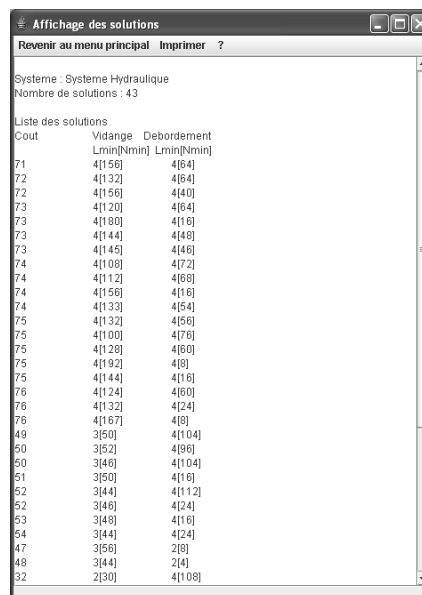 Affichage des solutions
Revenir au menu principal Imprimer ?
Systeme : Systeme Hydraulique
Nombre de solutions : 43
Liste des solutions
Cout Vidange Debordement
Lmin[Nmin] Lmin[Nmin]
71 4[156] 4[64]
72 4[132] 4[64]
72 4[156] 4[40]
73 4[120] 4[64]
73 4[180] 4[16]
73 4[144] 4[48]
73 4[145] 4[46]
74 4[108] 4[72]
74 4[112] 4[68]
74 4[156] 4[16]
74 4[133] 4[54]
75 4[132] 4[56]
75 4[100] 4[76]
75 4[128] 4[60]
75 4[192] 4[8]
75 4[144] 4[16]
76 4[124] 4[60]
76 4[132] 4[24]
76 4[167] 4[8]
49 3[50] 4[104]
50 3[52] 4[96]
50 3[46] 4[104]
51 3[50] 4[16]
52 3[44] 4[112]
52 3[46] 4[24]
53 3[48] 4[16]
54 3[44] 4[24]
47 3[56] 2[8]
48 3[44] 2[4]
32 2[30] 4[108]